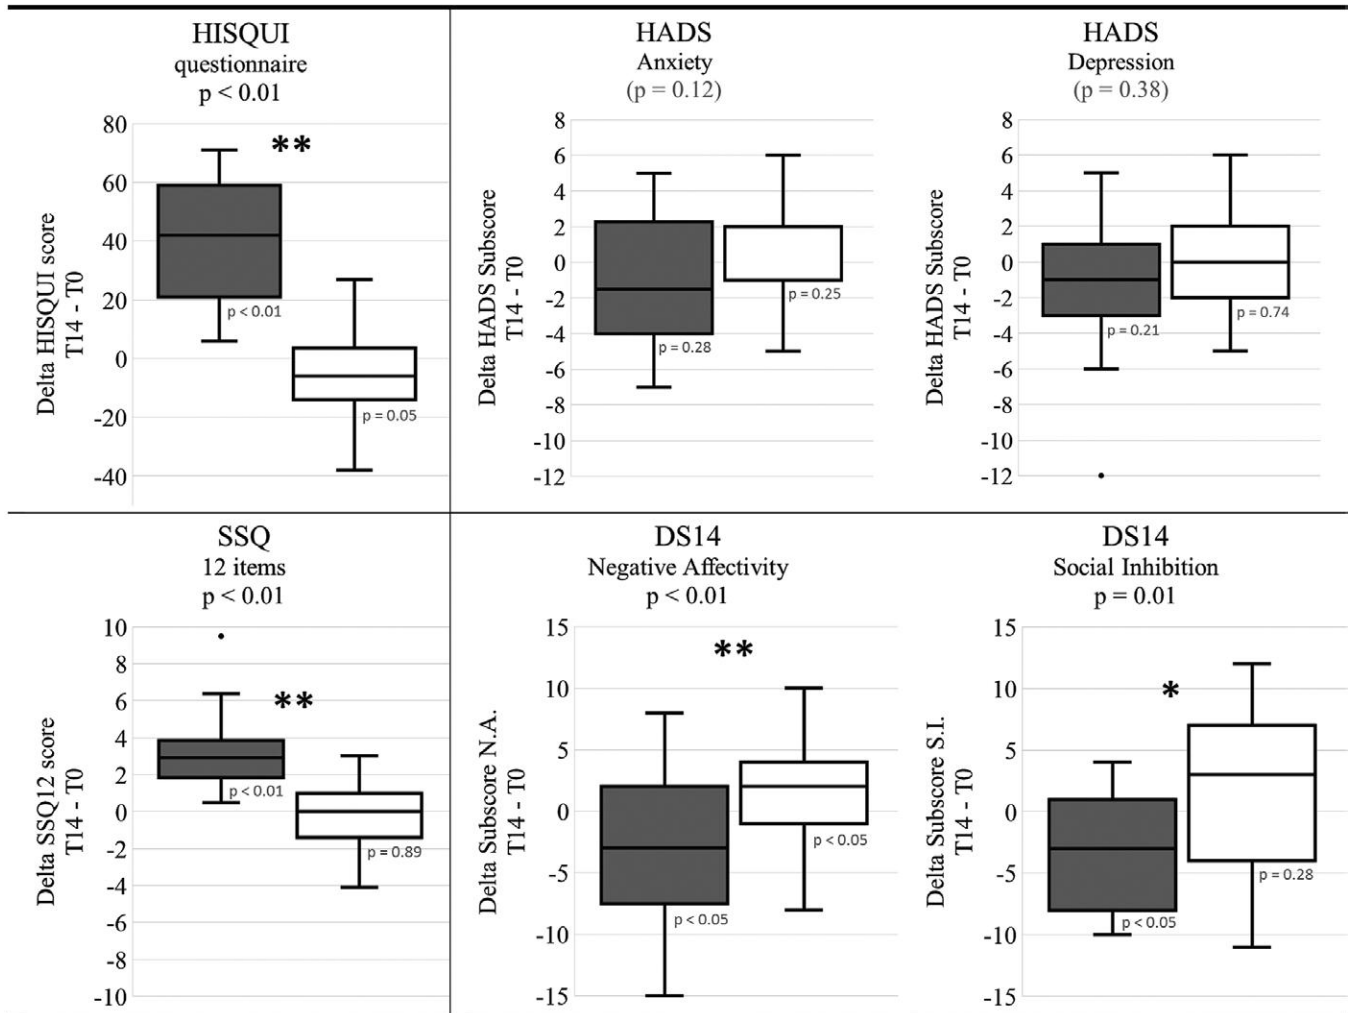 HISQUI
questionnaire
p < 0.01
**
80
60
40
20
0
-20
-40
Delta HISQUI score
T14 - T0
p < 0.01
p = 0.05
HADS
Anxiety
(p = 0.12)
8
6
4
2
0
-2
-4
-6
-8
-10
-12
Delta HADS Subscore
T14 - T0
p = 0.28
p = 0.25
HADS
Depression
(p = 0.38)
8
6
4
2
0
-2
-4
-6
-8
-10
-12
Delta HADS Subscore
T14 - T0
p = 0.21
p = 0.74
SSQ
12 items
p < 0.01
**
10
8
6
4
2
0
-2
-4
-6
-8
-10
Delta SSQ12 score
T14 - T0
p < 0.01
p = 0.89
DS14
Negative Affectivity
p < 0.01
**
15
10
5
0
-5
-10
-15
Delta Subscore N.A.
T14 - T0
p < 0.05
p < 0.05
DS14
Social Inhibition
p = 0.01
*
15
10
5
0
-5
-10
-15
Delta Subscore S.I.
T14 - T0
p < 0.05
p = 0.28